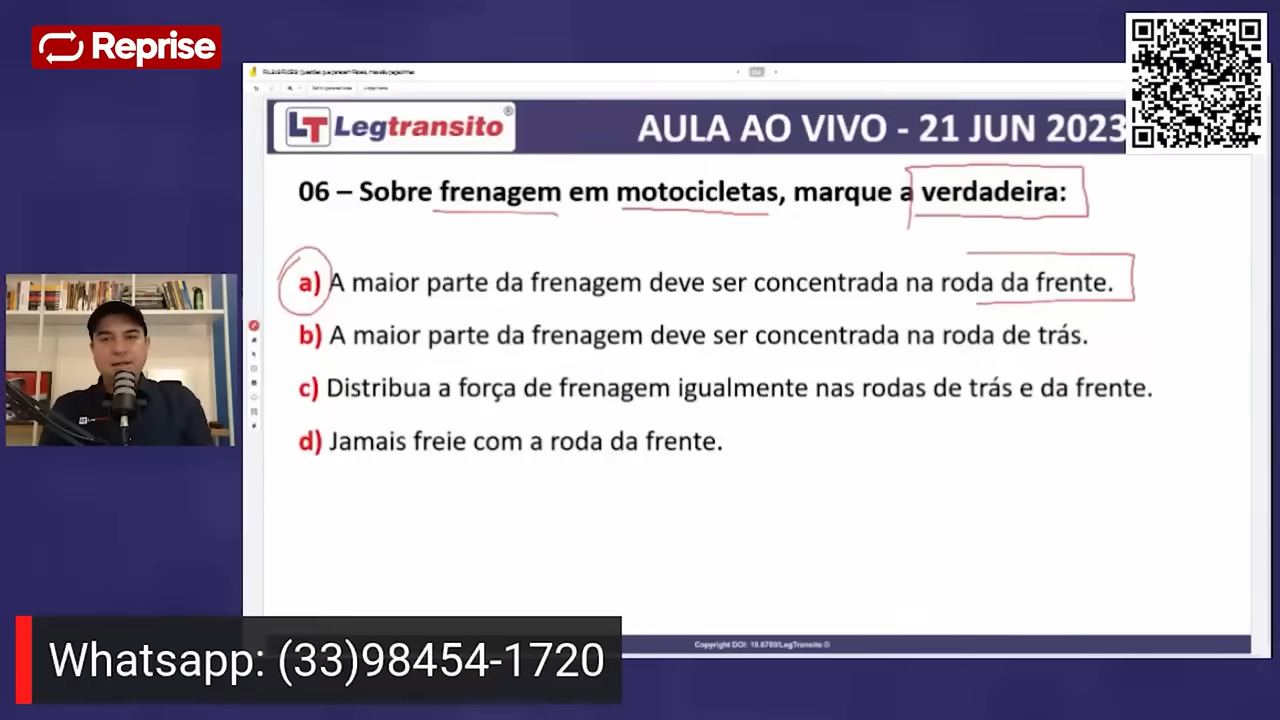 Reprise
LT Legtransito ®
AULA AO VIVO - 21 JUN 2023
06 – Sobre frenagem em motocicletas, marque a verdadeira:
a) A maior parte da frenagem deve ser concentrada na roda da frente.
b) A maior parte da frenagem deve ser concentrada na roda de trás.
c) Distribua a força de frenagem igualmente nas rodas de trás e da frente.
d) Jamais freie com a roda da frente.
Whatsapp: (33)98454-1720